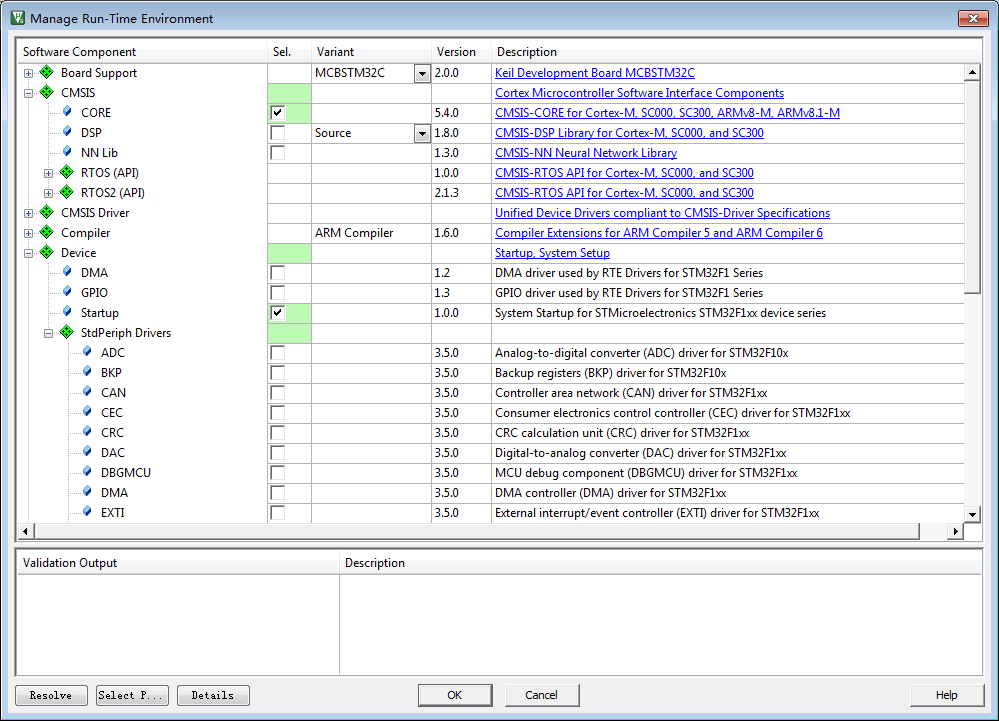 Manage Run-Time Environment
Software Component Sel. Variant Version Description
Board Support MCBSTM32C 2.0.0 Keil Development Board MCBSTM32C
CMSIS Cortex Microcontroller Software Interface Components
CORE 5.4.0 CMSIS-CORE for Cortex-M, SC000, SC300, ARMv8-M, ARMv8.1-M
DSP Source 1.8.0 CMSIS-DSP Library for Cortex-M, SC000, and SC300
NN Lib 1.3.0 CMSIS-NN Neural Network Library
RTOS (API) 1.0.0 CMSIS-RTOS API for Cortex-M, SC000, and SC300
RTOS2 (API) 2.1.3 CMSIS-RTOS API for Cortex-M, SC000, and SC300
CMSIS Driver Unified Device Drivers compliant to CMSIS-Driver Specifications
Compiler ARM Compiler 1.6.0 Compiler Extensions for ARM Compiler 5 and ARM Compiler 6
Device Startup, System Setup
DMA 1.2 DMA driver used by RTE Drivers for STM32F1 Series
GPIO 1.3 GPIO driver used by RTE Drivers for STM32F1 Series
Startup 1.0.0 System Startup for STMicroelectronics STM32F1xx device series
StdPeriph Drivers
ADC 3.5.0 Analog-to-digital converter (ADC) driver for STM32F10x
BKP 3.5.0 Backup registers (BKP) driver for STM32F10x
CAN 3.5.0 Controller area network (CAN) driver for STM32F1xx
CEC 3.5.0 Consumer electronics control controller (CEC) driver for STM32F1xx
CRC 3.5.0 CRC calculation unit (CRC) driver for STM32F1xx
DAC 3.5.0 Digital-to-analog converter (DAC) driver for STM32F1xx
DBGMCU 3.5.0 MCU debug component (DBGMCU) driver for STM32F1xx
DMA 3.5.0 DMA controller (DMA) driver for STM32F1xx
EXTI 3.5.0 External interrupt/event controller (EXTI) driver for STM32F1xx
Validation Output Description
Resolve Select P... Details OK Cancel Help